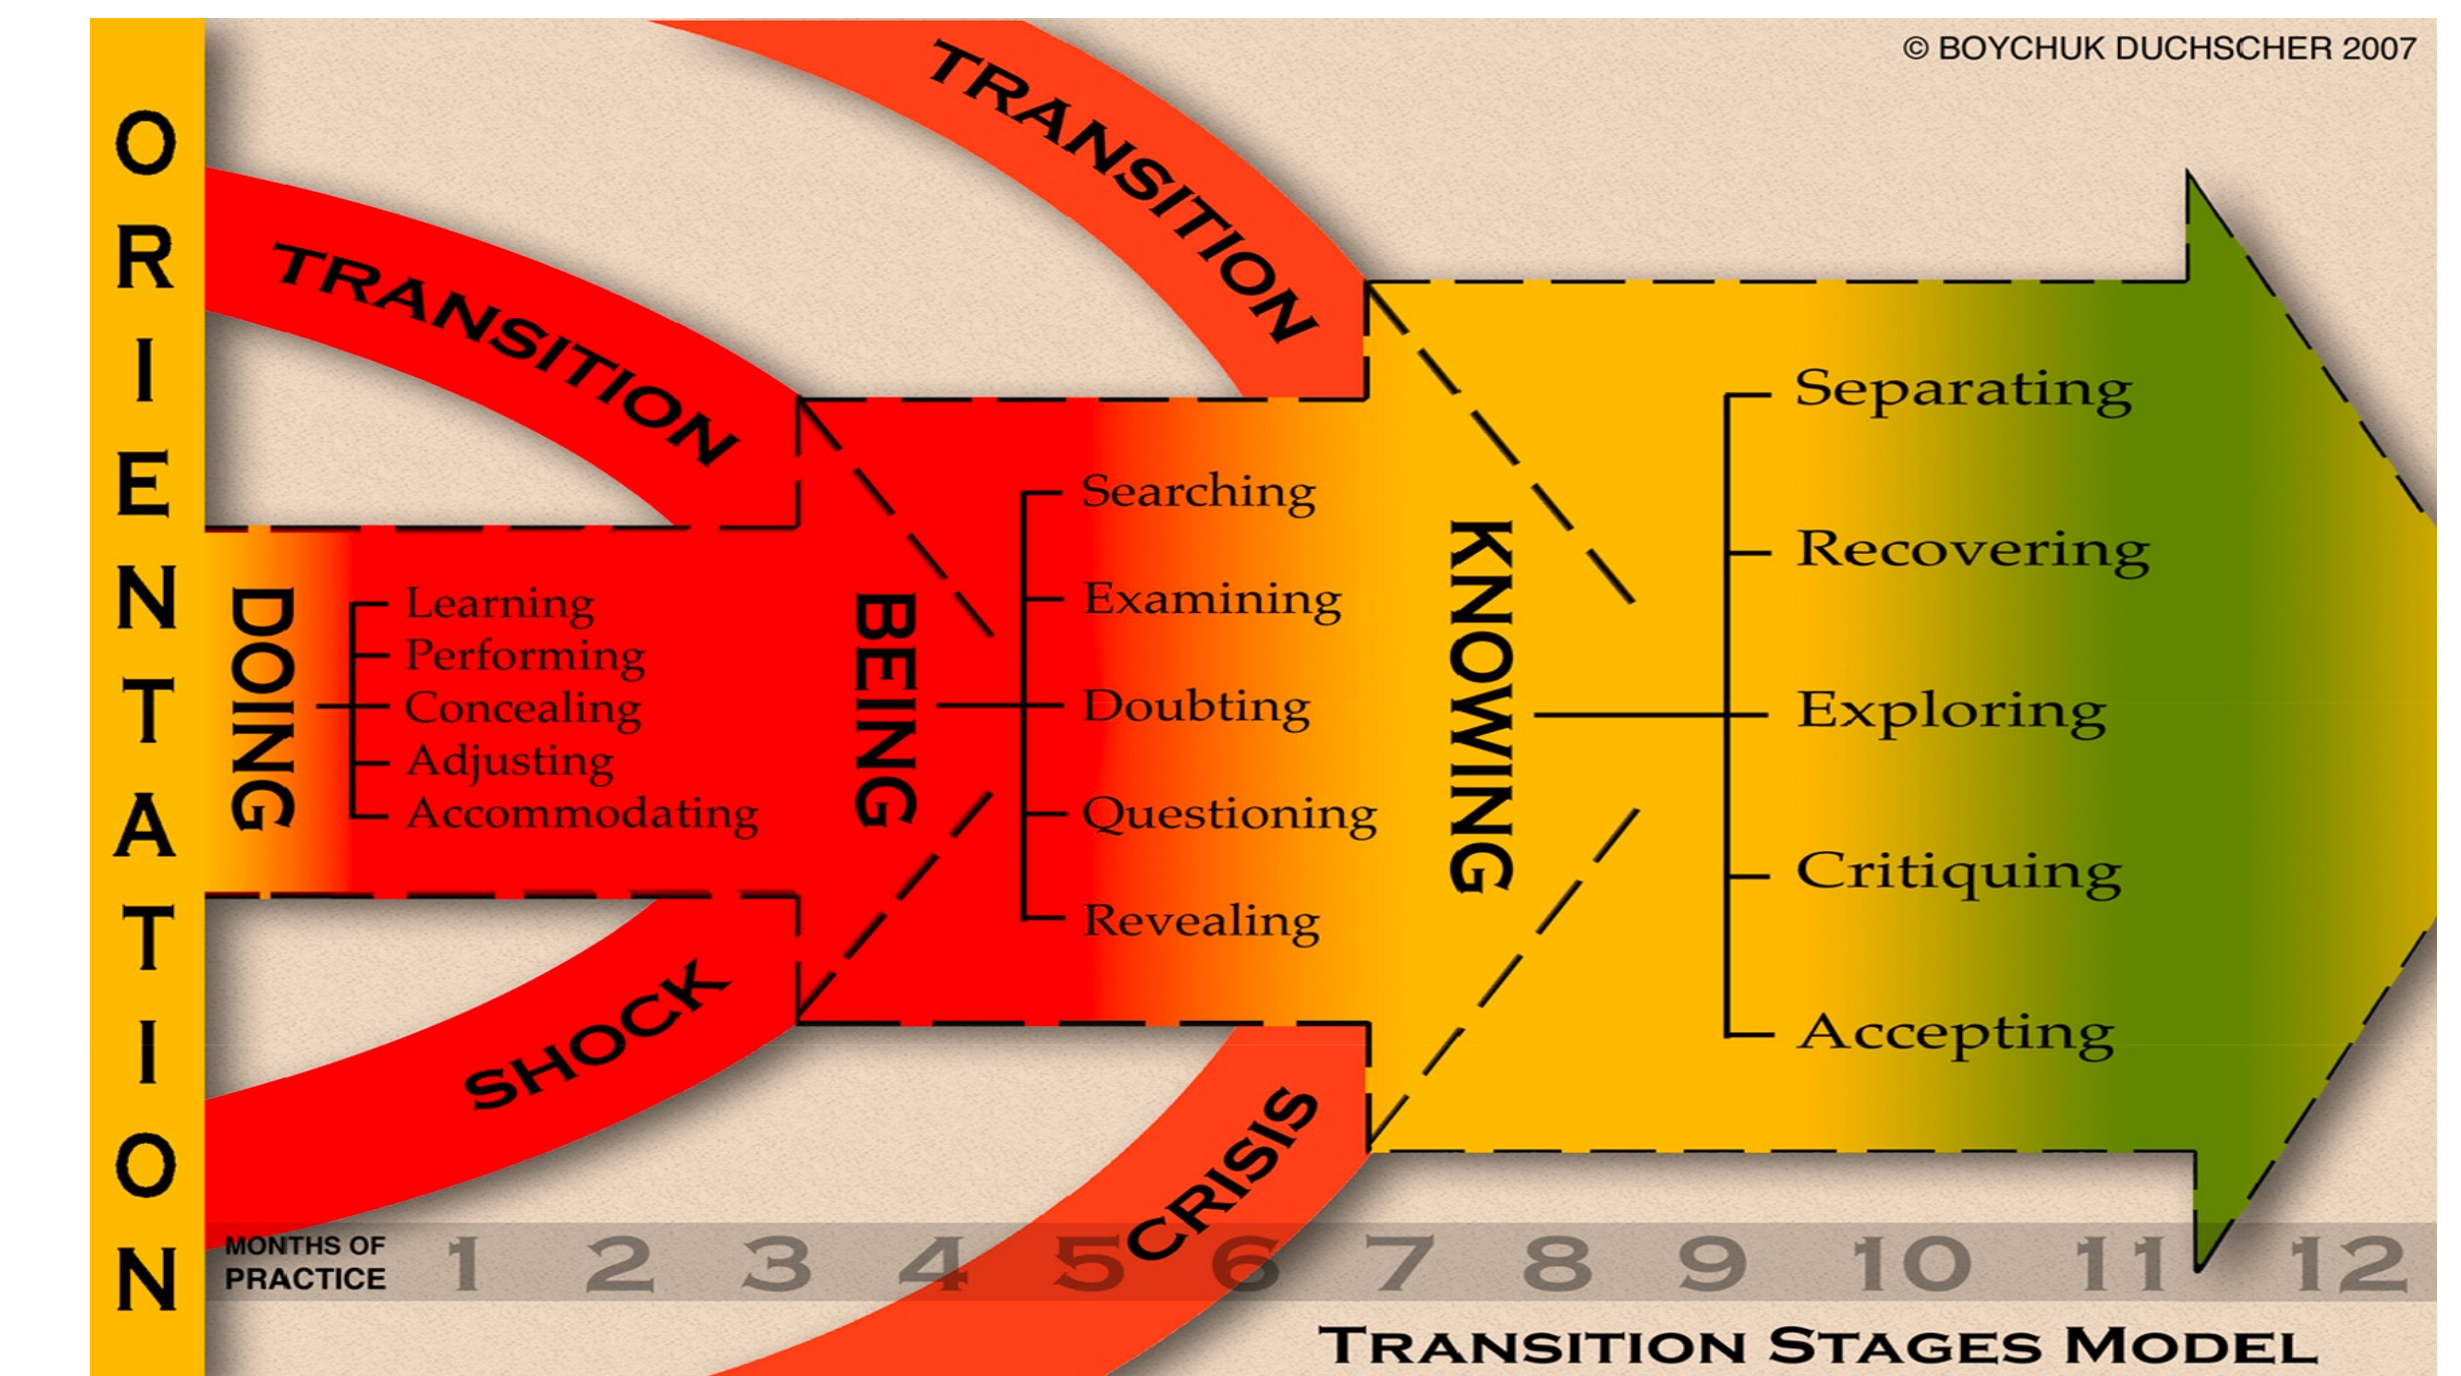 © BOYCHUK DUCHSCHER 2007
ORIENTATION
TRANSITION
TRANSITION
DOING
Learning
Performing
Concealing
Adjusting
Accommodating
BEING
Searching
Examining
Doubting
Questioning
Revealing
KNOWING
Separating
Recovering
Exploring
Critiquing
Accepting
SHOCK
CRISIS
MONTHS OF
PRACTICE
1 2 3 4 5 6 7 8 9 10 11 12
TRANSITION STAGES MODEL